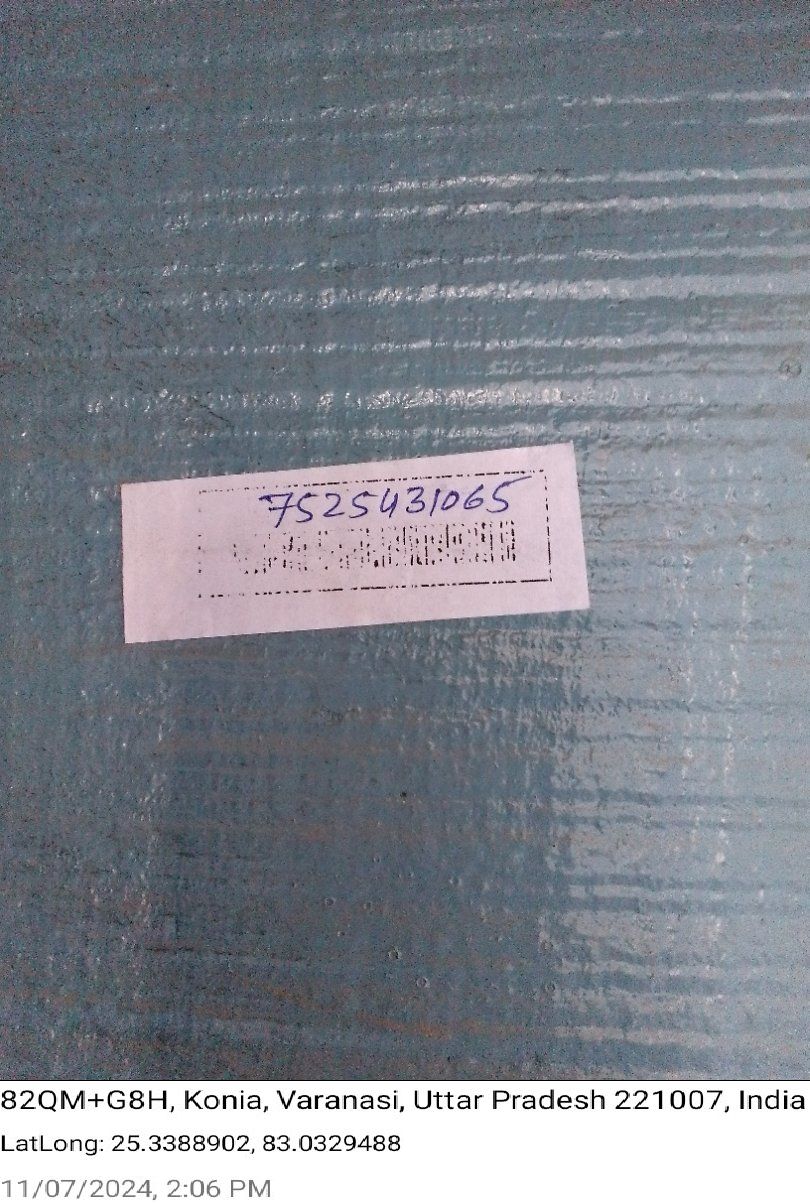 7525431065
82QM+G8H, Konia, Varanasi, Uttar Pradesh 221007, India
LatLong: 25.3388902, 83.0329488
11/07/2024, 2:06 PM